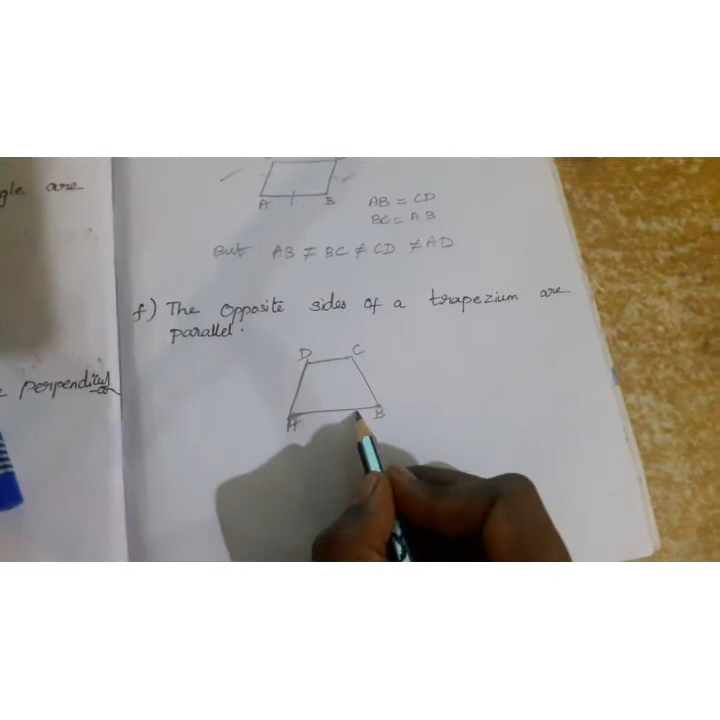 gle are
A B
AB = CD
BC = AB
But AB ≠ BC ≠ CD ≠ AD
f) The opposite sides of a trapezium are
parallel.
D C
perpendicular
A B